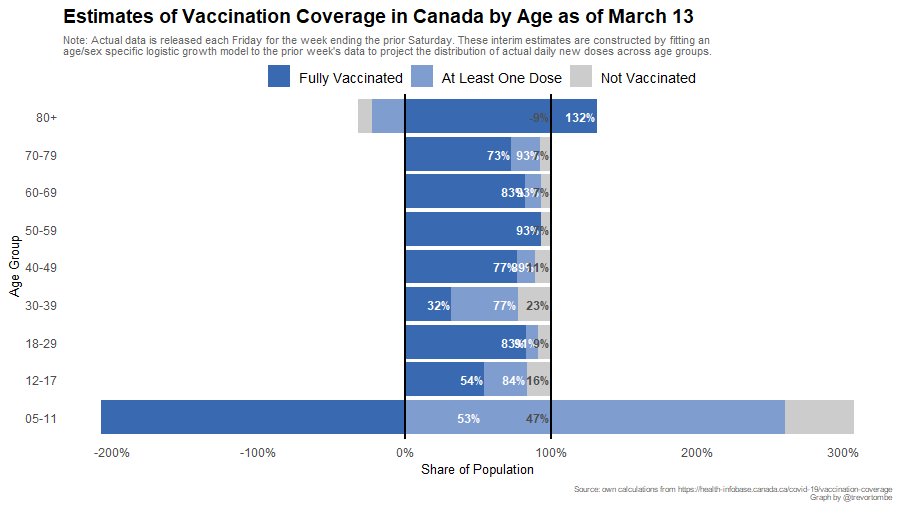 Estimates of Vaccination Coverage in Canada by Age as of March 13
Note: Actual data is released each Friday for the week ending the prior Saturday. These interim estimates are constructed by fitting an
age/sex specific logistic growth model to the prior week's data to project the distribution of actual daily new doses across age groups.
Fully Vaccinated At Least One Dose Not Vaccinated
Age Group
80+ -9% 132%
70-79 73% 93% 7%
60-69 83% 93% 7%
50-59 93% 7%
40-49 77% 89% 11%
30-39 32% 77% 23%
18-29 83% 91% 9%
12-17 54% 84% 16%
05-11 53% 47%
-200% -100% 0% 100% 200% 300%
Share of Population
Source: own calculations from https://health-infobase.canada.ca/covid-19/vaccination-coverage
Graph by @trevortombe